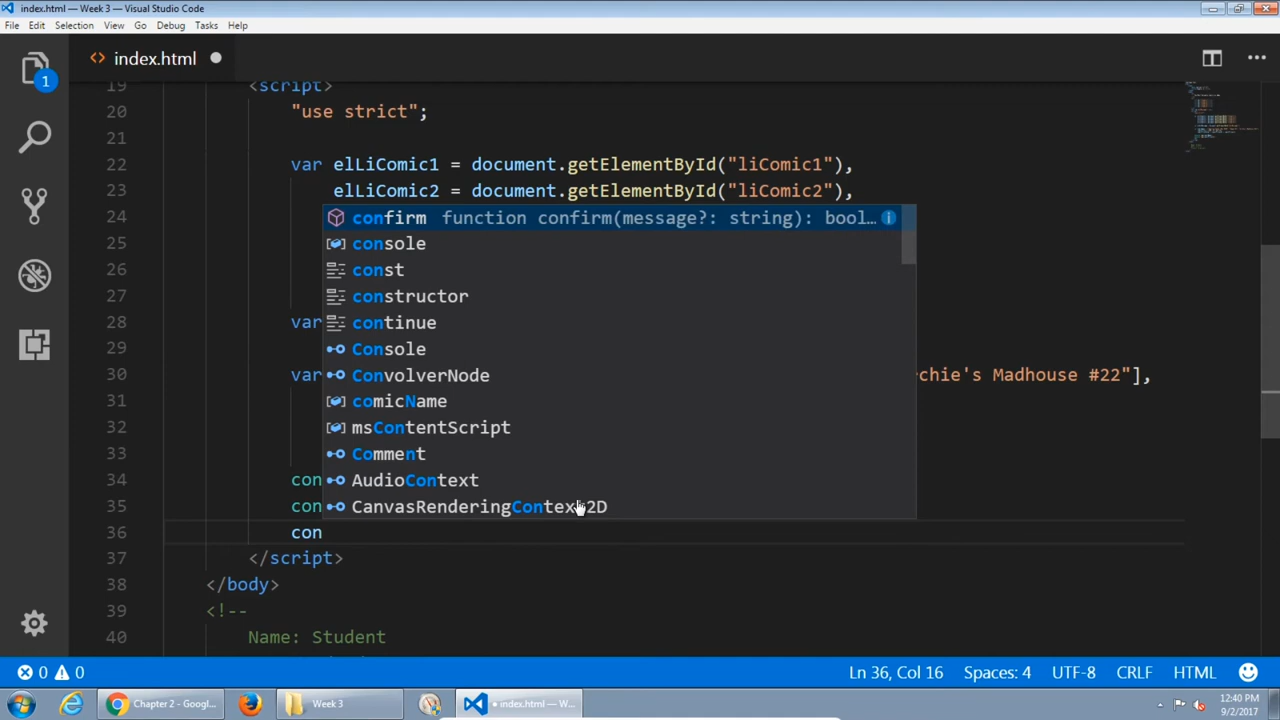 index.html — Week 3 — Visual Studio Code
File Edit Selection View Go Debug Tasks Help
1
index.html
19 <script>
20 "use strict";
21
22 var elLiComic1 = document.getElementById("liComic1"),
23 elLiComic2 = document.getElementById("liComic2"),
24 confirm function confirm(message?: string): bool…
25 console
26 const
27 constructor
28 var continue
29 Console
30 var ConvolverNode chie's Madhouse #22"],
31 comicName
32 msContentScript
33 Comment
34 con AudioContext
35 con CanvasRenderingContext2D
36 con
37 </script>
38 </body>
39 <!--
40 Name: Student
0 0 Ln 36, Col 16 Spaces: 4 UTF-8 CRLF HTML
Chapter 2 - Googl... Week 3 • index.html — W... 12:40 PM
9/2/2017